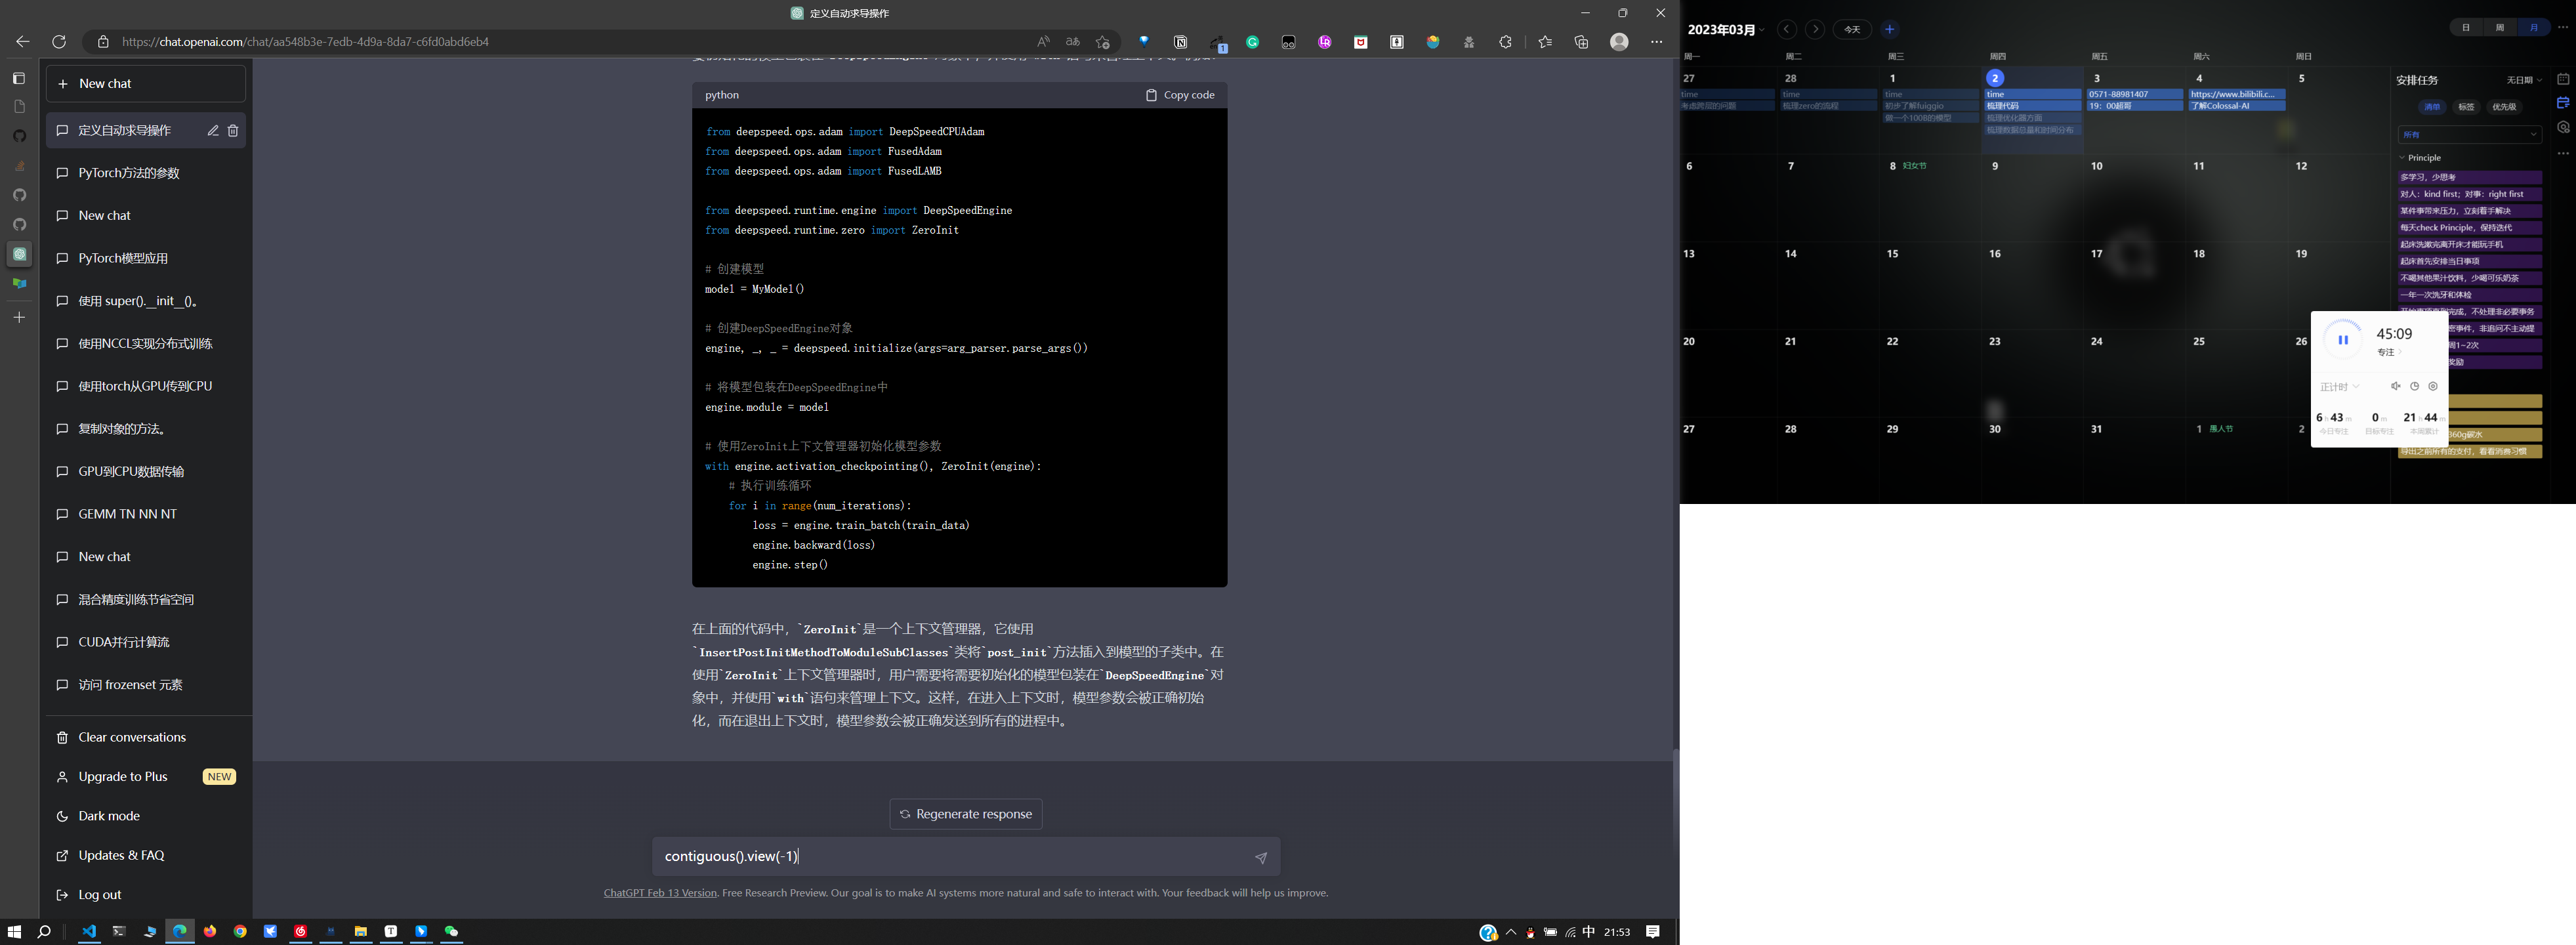 定义自动求导操作
https://chat.openai.com/chat/aa548b3e-7edb-4d9a-8da7-c6fd0abd6eb4
New chat
定义自动求导操作
PyTorch方法的参数
New chat
PyTorch模型应用
使用 super().__init__()。
使用NCCL实现分布式训练
使用torch从GPU传到CPU
复制对象的方法。
GPU到CPU数据传输
GEMM TN NN NT
New chat
混合精度训练节省空间
CUDA并行计算流
访问 frozenset 元素
Clear conversations
Upgrade to Plus NEW
Dark mode
Updates & FAQ
Log out
python Copy code
from deepspeed.ops.adam import DeepSpeedCPUAdam
from deepspeed.ops.adam import FusedAdam
from deepspeed.ops.adam import FusedLAMB
from deepspeed.runtime.engine import DeepSpeedEngine
from deepspeed.runtime.zero import ZeroInit
# 创建模型
model = MyModel()
# 创建DeepSpeedEngine对象
engine, _, _ = deepspeed.initialize(args=arg_parser.parse_args())
# 将模型包装在DeepSpeedEngine中
engine.module = model
# 使用ZeroInit上下文管理器初始化模型参数
with engine.activation_checkpointing(), ZeroInit(engine):
# 执行训练循环
for i in range(num_iterations):
loss = engine.train_batch(train_data)
engine.backward(loss)
engine.step()
在上面的代码中，`ZeroInit`是一个上下文管理器，它使用
`InsertPostInitMethodToModuleSubClasses`类将`post_init`方法插入到模型的子类中。在
使用`ZeroInit`上下文管理器时，用户需要将需要初始化的模型包装在`DeepSpeedEngine`对
象中，并使用`with`语句来管理上下文。这样，在进入上下文时，模型参数会被正确初始
化，而在退出上下文时，模型参数会被正确发送到所有的进程中。
Regenerate response
contiguous().view(-1)
ChatGPT Feb 13 Version. Free Research Preview. Our goal is to make AI systems more natural and safe to interact with. Your feedback will help us improve.
中 21:53
2023年03月 今天 日 周 月
周一 周二 周三 周四 周五 周六 周日
27 28 1 2 3 4 5
time time time time 0571-88981407 https://www.bilibili.c...
考虑跨层的问题 梳理zero的流程 初步了解fuiggio 梳理代码 19：00超哥 了解Colossal-AI
做一个100B的模型 梳理优化器方面
梳理数据总量和时间分布
6 7 8 妇女节 9 10 11 12
13 14 15 16 17 18 19
20 21 22 23 24 25 26
27 28 29 30 31 1 愚人节 2
安排任务 无日期
清单 标签 优先级
所有
Principle
多学习，少思考
对人：kind first；对事：right first
某件事带来压力，立刻着手解决
每天check Principle，保持迭代
起床洗漱完离开床才能玩手机
起床首先安排当日事项
不喝其他果汁饮料，少喝可乐奶茶
一年一次洗牙和体检
完成，不处理非必要事务
密事件，非追问不主动提
周1-2次
奖励
45:09
专注
正计时
6 h 43 m 0 m 21 h 44 m
今日专注 目标专注 本周累计
360g碳水
导出之前所有的支付，看看消费习惯